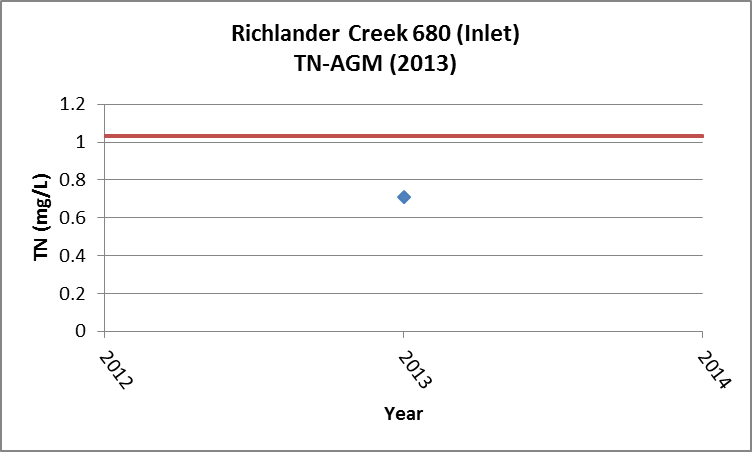 Richlander Creek 680 (Inlet)
TN-AGM (2013)
TN (mg/L)
1.2
1
0.8
0.6
0.4
0.2
0
2012
2013
2014
Year